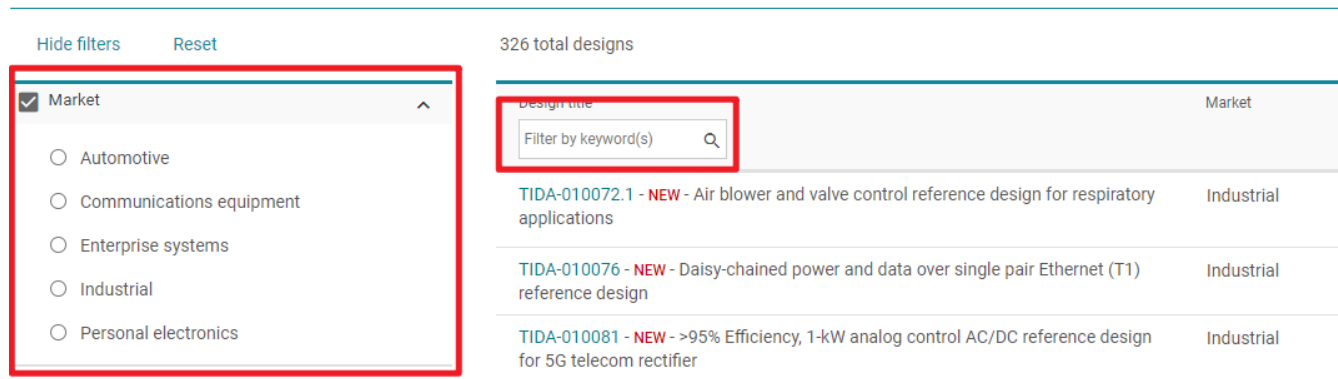 Hide filters
Reset
326 total designs
Market
Automotive
Communications equipment
Enterprise systems
Industrial
Personal electronics
Design title
Market
Filter by keyword(s)
TIDA-010072.1 - NEW - Air blower and valve control reference design for respiratory
applications
Industrial
TIDA-010076 - NEW - Daisy-chained power and data over single pair Ethernet (T1)
reference design
Industrial
TIDA-010081 - NEW - >95% Efficiency, 1-kW analog control AC/DC reference design
for 5G telecom rectifier
Industrial